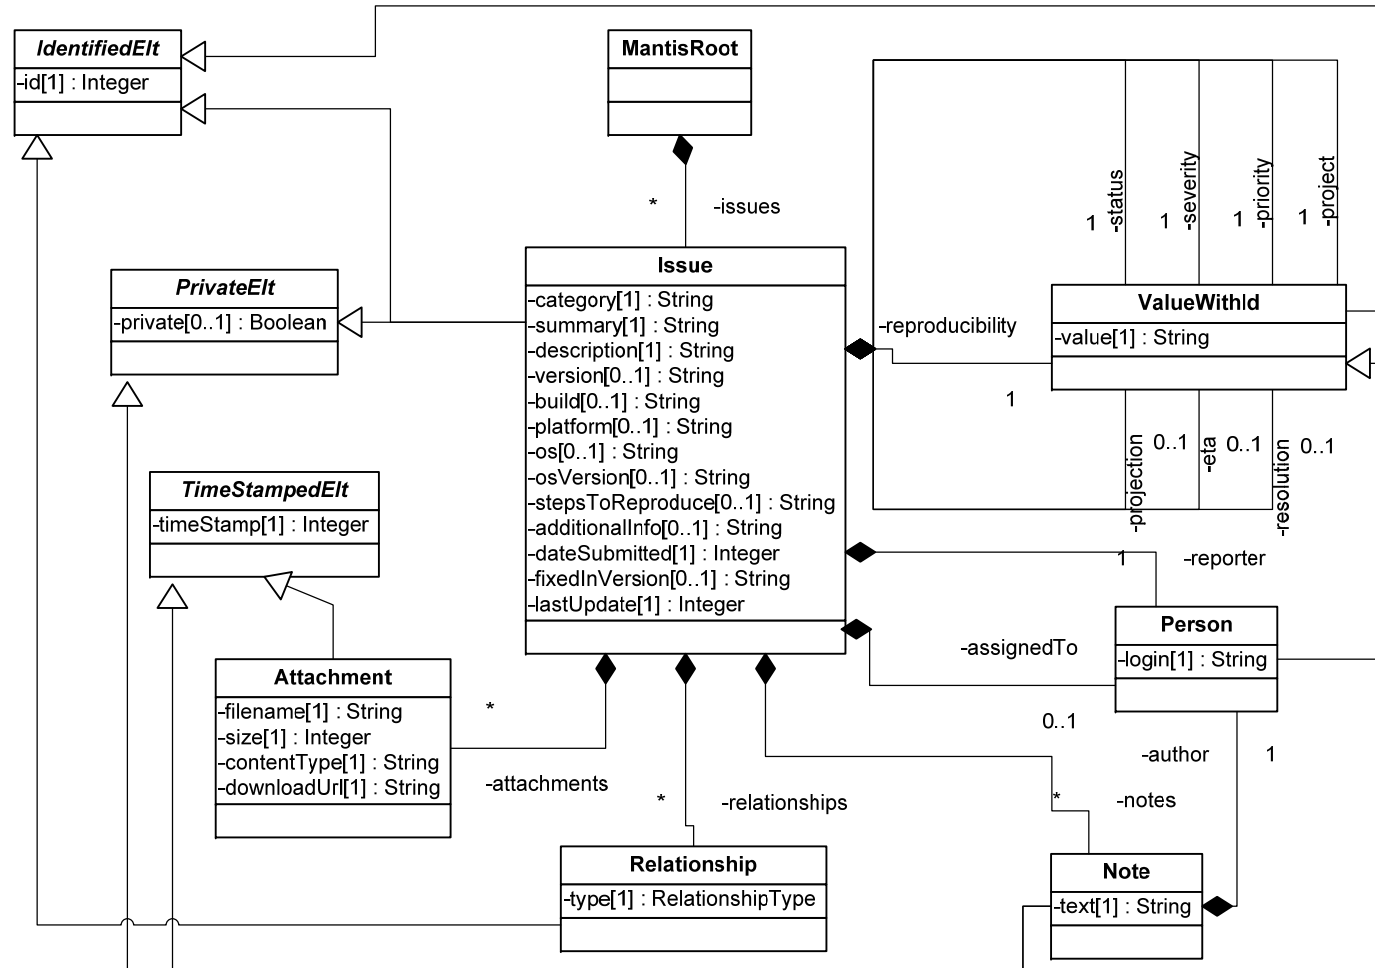 IdentifiedElt
-id[1] : Integer
MantisRoot
*
-issues
-status
-severity
-priority
-project
1
1
1
1
PrivateElt
-private[0..1] : Boolean
Issue
-category[1] : String
-summary[1] : String
-description[1] : String
-version[0..1] : String
-build[0..1] : String
-platform[0..1] : String
-os[0..1] : String
-osVersion[0..1] : String
-stepsToReproduce[0..1] : String
-additionalInfo[0..1] : String
-dateSubmitted[1] : Integer
-fixedInVersion[0..1] : String
-lastUpdate[1] : Integer
-reproducibility
1
ValueWithId
-value[1] : String
-projection
0..1
-eta
0..1
-resolution
0..1
TimeStampedElt
-timeStamp[1] : Integer
1
-reporter
Person
-login[1] : String
-assignedTo
0..1
Attachment
-filename[1] : String
-size[1] : Integer
-contentType[1] : String
-downloadUrl[1] : String
*
-attachments
*
-relationships
-author
1
*
-notes
Relationship
-type[1] : RelationshipType
Note
-text[1] : String